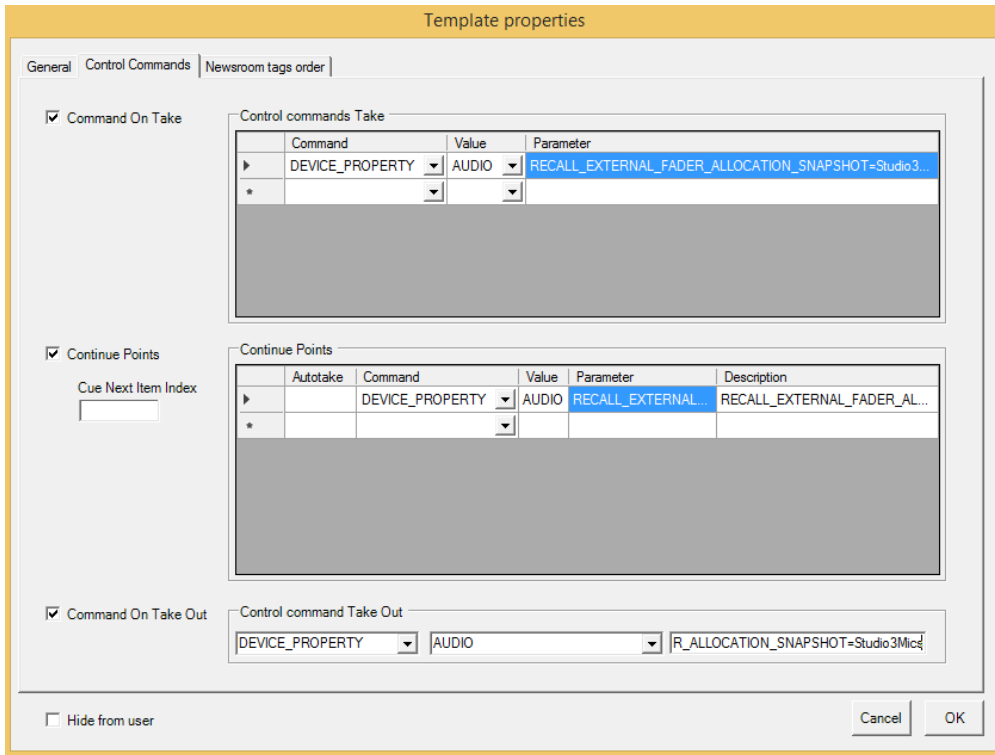 Template properties
General Control Commands Newsroom tags order
Command On Take
Control commands Take
Command Value Parameter
DEVICE_PROPERTY AUDIO RECALL_EXTERNAL_FADER_ALLOCATION_SNAPSHOT=Studio3...
*
Continue Points
Cue Next Item Index
Continue Points
Autotake Command Value Parameter Description
DEVICE_PROPERTY AUDIO RECALL_EXTERNAL... RECALL_EXTERNAL_FADER_AL...
*
Command On Take Out
Control command Take Out
DEVICE_PROPERTY AUDIO R_ALLOCATION_SNAPSHOT=Studio3Mics
Hide from user
Cancel OK